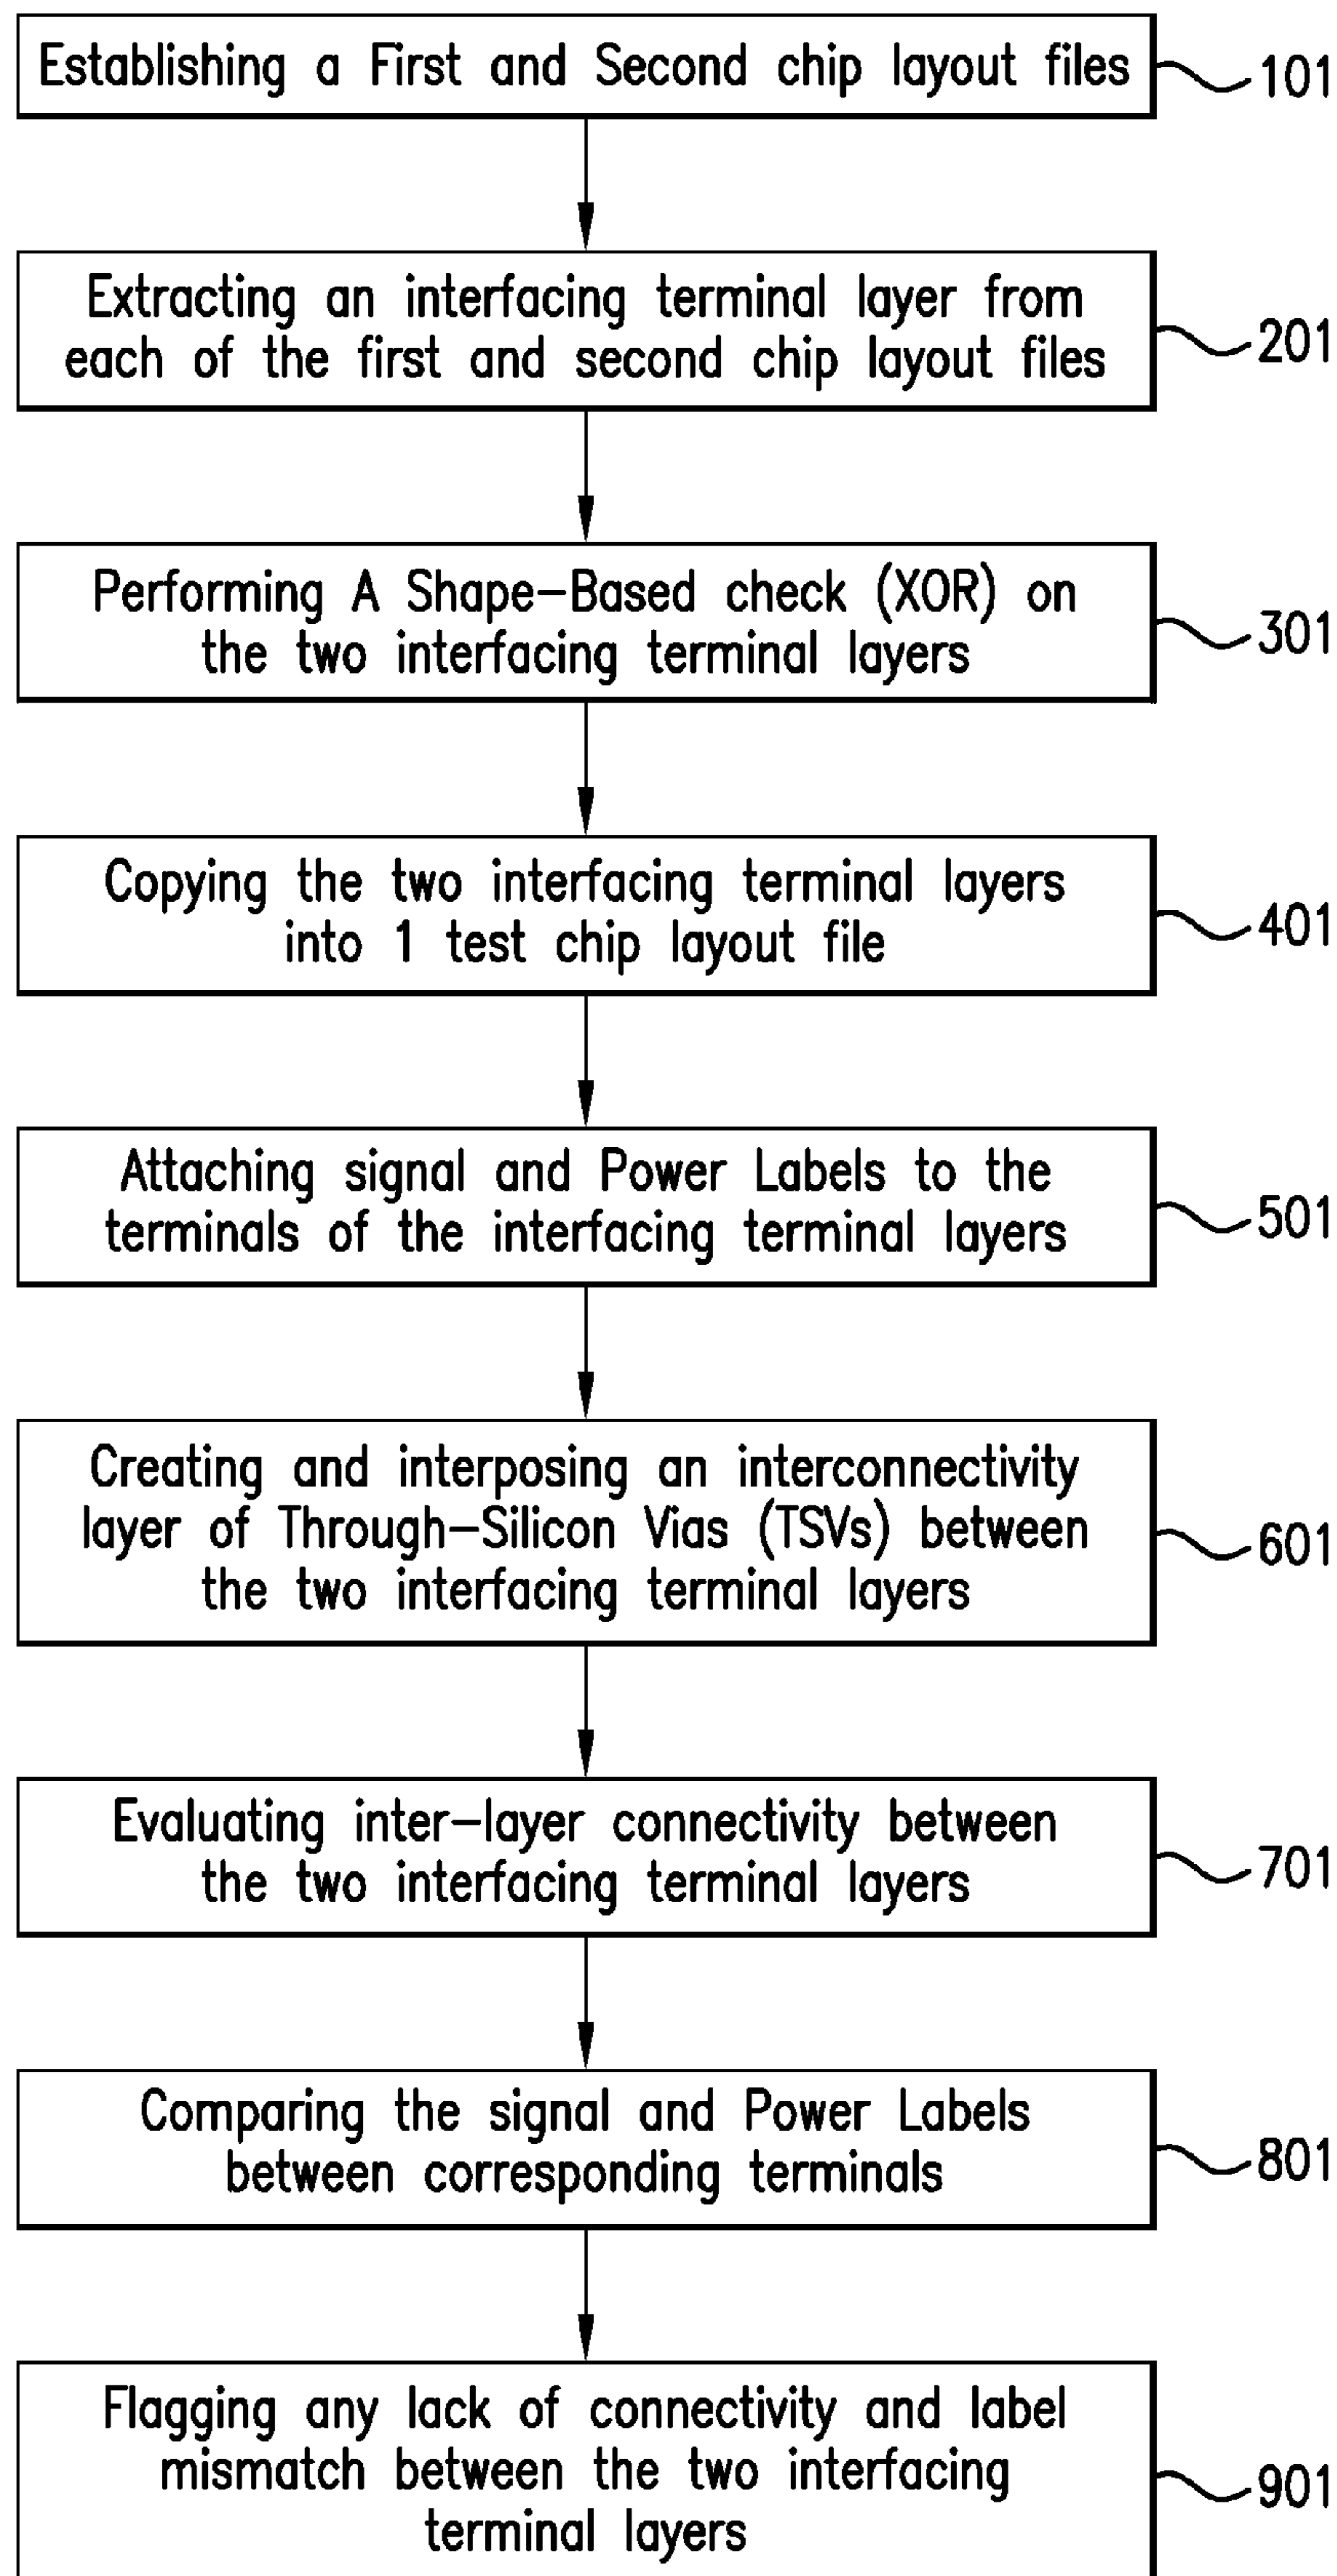 Establishing a First and Second chip layout files
101
Extracting an interfacing terminal layer from
each of the first and second chip layout files
201
Performing A Shape-Based check (XOR) on
the two interfacing terminal layers
301
Copying the two interfacing terminal layers
into 1 test chip layout file
401
Attaching signal and Power Labels to the
terminals of the interfacing terminal layers
501
Creating and interposing an interconnectivity
layer of Through-Silicon Vias (TSVs) between
the two interfacing terminal layers
601
Evaluating inter-layer connectivity between
the two interfacing terminal layers
701
Comparing the signal and Power Labels
between corresponding terminals
801
Flagging any lack of connectivity and label
mismatch between the two interfacing
terminal layers
901